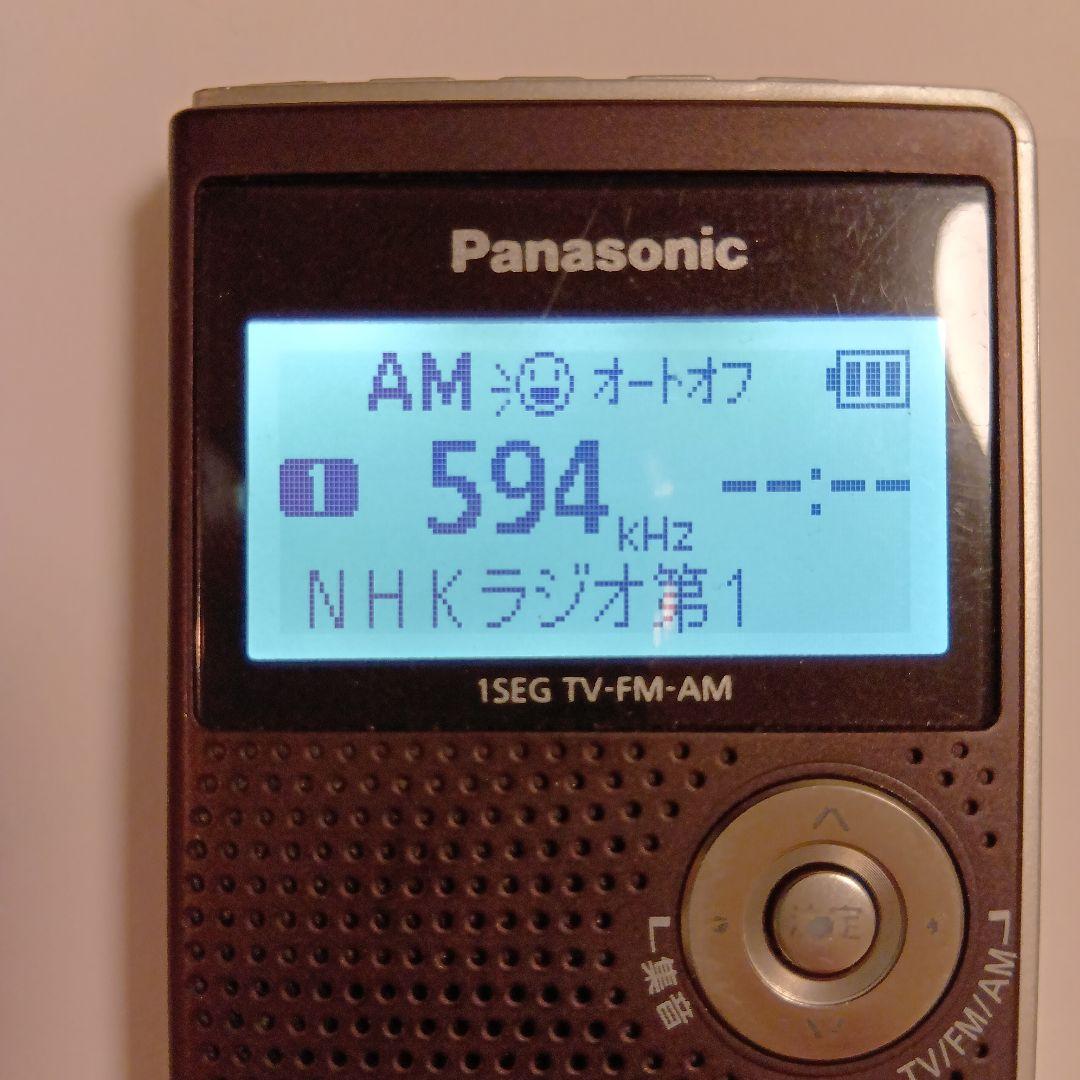 Panasonic
AM オートオフ
1 594 kHz --:--
NHKラジオ第1
1SEG TV-FM-AM
決定
集音
TV/FM/AM